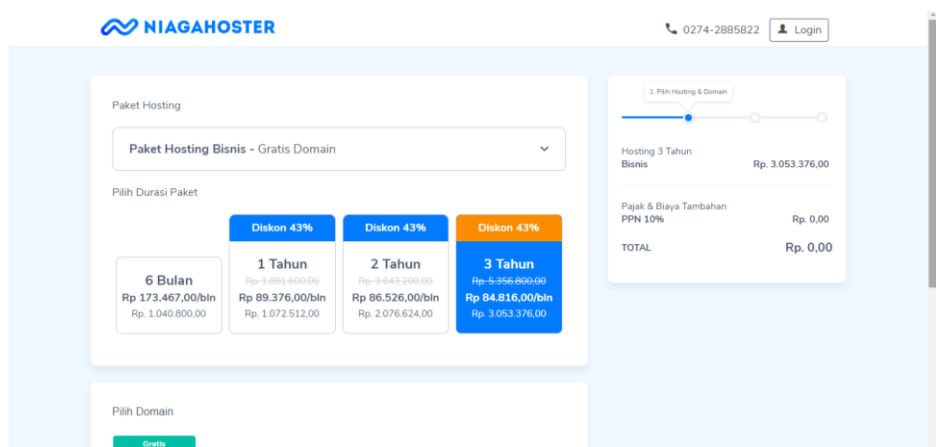 NIAGAHOSTER
0274-2885822 Login
Paket Hosting
Paket Hosting Bisnis - Gratis Domain
Pilih Durasi Paket
6 Bulan
Rp 173.467,00/bln
Rp. 1.040.800,00
Diskon 43%
1 Tahun
Rp. 1.881.600,00
Rp 89.376,00/bln
Rp. 1.072.512,00
Diskon 43%
2 Tahun
Rp. 3.643.200,00
Rp 86.526,00/bln
Rp. 2.076.624,00
Diskon 43%
3 Tahun
Rp. 5.356.800,00
Rp 84.816,00/bln
Rp. 3.053.376,00
Pilih Domain
Gratis
1. Pilih Hosting & Domain
Hosting 3 Tahun
Bisnis Rp. 3.053.376,00
Pajak & Biaya Tambahan
PPN 10% Rp. 0,00
TOTAL Rp. 0,00